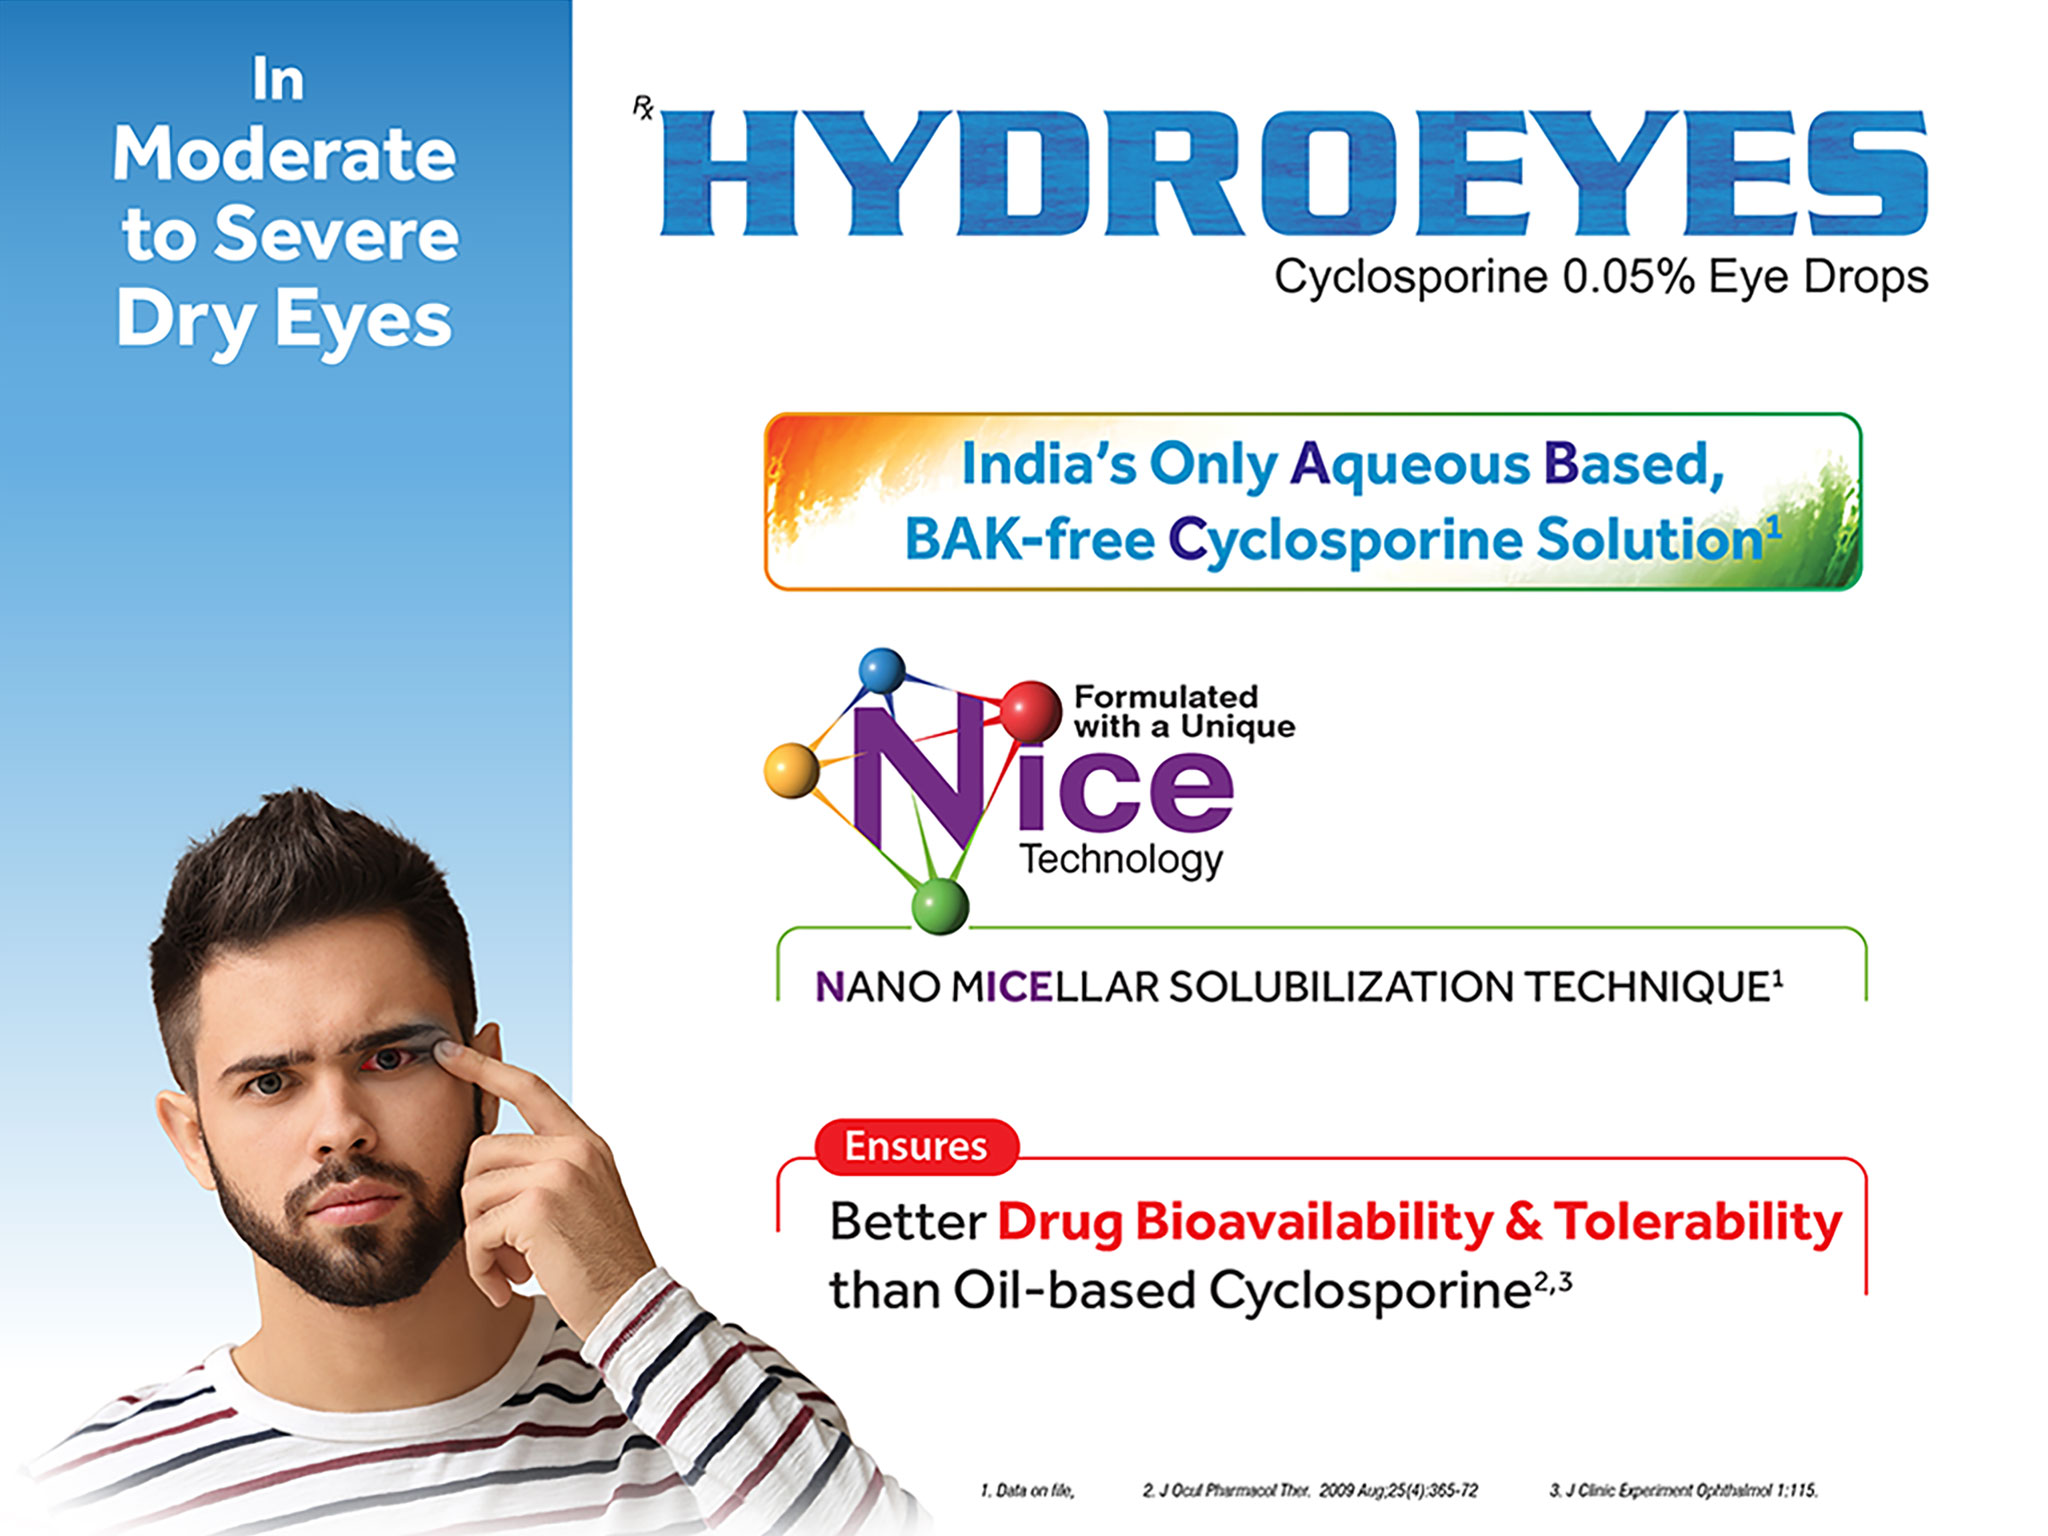 In
Moderate
to Severe
Dry Eyes
Rx HYDROEYES
Cyclosporine 0.05% Eye Drops
India's Only Aqueous Based,
BAK-free Cyclosporine Solution¹
Formulated
with a Unique
Nice
Technology
NANO MICELLAR SOLUBILIZATION TECHNIQUE¹
Ensures
Better Drug Bioavailability & Tolerability
than Oil-based Cyclosporine²,³
1. Data on file, 2. J Ocul Pharmacol Ther. 2009 Aug;25(4):365-72 3. J Clinic Experiment Ophthalmol 1:115.